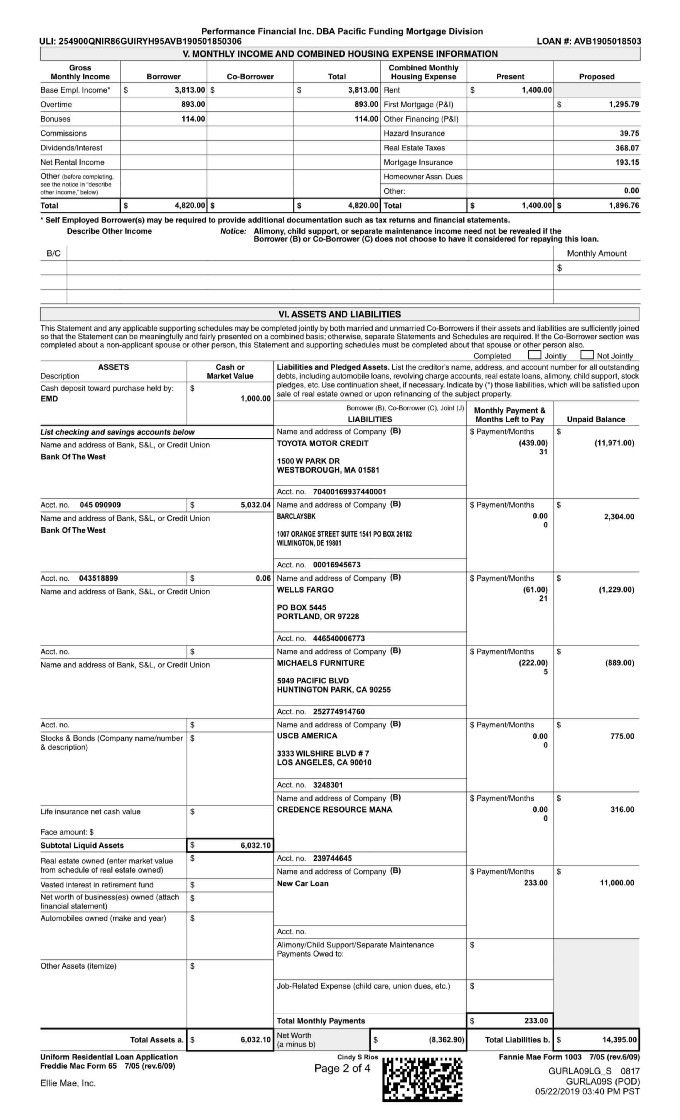 Performance Financial Inc. DBA Pacific Funding Mortgage Division
ULI: 254900QNIR86GUIRYH95AVB190501850306 LOAN #: AVB1905018503
V. MONTHLY INCOME AND COMBINED HOUSING EXPENSE INFORMATION
Gross Monthly Income Borrower Co-Borrower Total Combined Monthly Housing Expense Present Proposed
Base Empl. Income* $ 3,813.00 $ $ 3,813.00 Rent $ 1,400.00
Overtime 893.00 893.00 First Mortgage (P&I) $ 1,295.79
Bonuses 114.00 114.00 Other Financing (P&I)
Commissions Hazard Insurance 39.75
Dividends/Interest Real Estate Taxes 368.07
Net Rental Income Mortgage Insurance 193.15
Other (before completing, see the notice in "describe other income," below) Homeowner Assn. Dues
Other: 0.00
Total $ 4,820.00 $ $ 4,820.00 Total $ 1,400.00 $ 1,896.76
* Self Employed Borrower(s) may be required to provide additional documentation such as tax returns and financial statements.
Describe Other Income Notice: Alimony, child support, or separate maintenance income need not be revealed if the
Borrower (B) or Co-Borrower (C) does not choose to have it considered for repaying this loan.
B/C Monthly Amount
$
VI. ASSETS AND LIABILITIES
This Statement and any applicable supporting schedules may be completed jointly by both married and unmarried Co-Borrowers if their assets and liabilities are sufficiently joined
so that the Statement can be meaningfully and fairly presented on a combined basis; otherwise, separate Statements and Schedules are required. If the Co-Borrower section was
completed about a non-applicant spouse or other person, this Statement and supporting schedules must be completed about that spouse or other person also.
Completed Jointly Not Jointly
ASSETS
Description
Cash or Market Value
Liabilities and Pledged Assets. List the creditor's name, address, and account number for all outstanding
debts, including automobile loans, revolving charge accounts, real estate loans, alimony, child support, stock
pledges, etc. Use continuation sheet, if necessary. Indicate by (*) those liabilities, which will be satisfied upon
sale of real estate owned or upon refinancing of the subject property.
Cash deposit toward purchase held by: $
EMD 1,000.00
Borrower (B), Co-Borrower (C), Joint (J)
LIABILITIES
Monthly Payment & Months Left to Pay
Unpaid Balance
List checking and savings accounts below
Name and address of Company (B) $ Payment/Months $
Name and address of Bank, S&L, or Credit Union
TOYOTA MOTOR CREDIT (439.00) (11,971.00)
Bank Of The West
31
1500 W PARK DR
WESTBOROUGH, MA 01581
Acct. no. 70400169937440001
Acct. no. 045 090909 $ 5,032.04
Name and address of Company (B) $ Payment/Months $
Name and address of Bank, S&L, or Credit Union
BARCLAYSBK 0.00 2,304.00
Bank Of The West
0
1007 ORANGE STREET SUITE 1541 PO BOX 26182
WILMINGTON, DE 19801
Acct. no. 00016945673
Acct. no. 043518899 $ 0.06
Name and address of Company (B) $ Payment/Months $
Name and address of Bank, S&L, or Credit Union
WELLS FARGO (61.00) (1,229.00)
21
PO BOX 5445
PORTLAND, OR 97228
Acct. no. 446540006773
Acct. no. $
Name and address of Company (B) $ Payment/Months $
Name and address of Bank, S&L, or Credit Union
MICHAELS FURNITURE (222.00) (889.00)
5
5949 PACIFIC BLVD
HUNTINGTON PARK, CA 90255
Acct. no. 252774914760
Acct. no. $
Name and address of Company (B) $ Payment/Months $
Stocks & Bonds (Company name/number & description) $
USCB AMERICA 0.00 775.00
0
3333 WILSHIRE BLVD # 7
LOS ANGELES, CA 90010
Acct. no. 3248301
Name and address of Company (B) $ Payment/Months $
Life insurance net cash value $
CREDENCE RESOURCE MANA 0.00 316.00
0
Face amount: $
Subtotal Liquid Assets $ 6,032.10
Acct. no. 239744645
Real estate owned (enter market value from schedule of real estate owned) $
Name and address of Company (B) $ Payment/Months $
Vested interest in retirement fund $
New Car Loan 233.00 11,000.00
Net worth of business(es) owned (attach financial statement) $
Automobiles owned (make and year) $
Acct. no.
Alimony/Child Support/Separate Maintenance Payments Owed to: $
Other Assets (itemize) $
Job-Related Expense (child care, union dues, etc.) $
Total Monthly Payments $ 233.00
Total Assets a. $ 6,032.10 Net Worth (a minus b) $ (8,362.90) Total Liabilities b. $ 14,395.00
Uniform Residential Loan Application
Freddie Mac Form 65 7/05 (rev.6/09)
Cindy S Rios
Page 2 of 4
Fannie Mae Form 1003 7/05 (rev.6/09)
Ellie Mae, Inc.
GURLA09LG_S 0817
GURLA09S (POD)
05/22/2019 03:40 PM PST